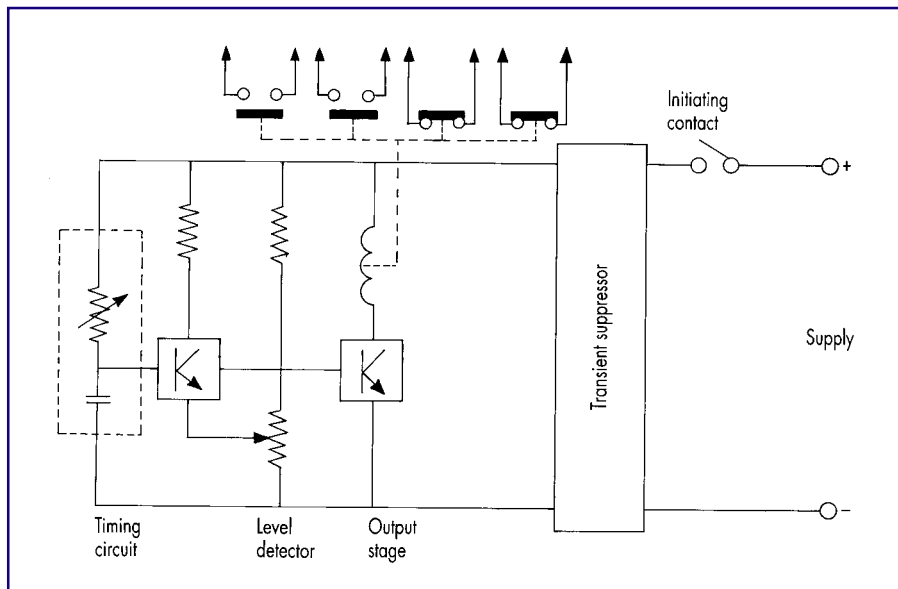 Initiating
contact
+
Transient suppressor
Supply
Timing
circuit
Level
detector
Output
stage
−